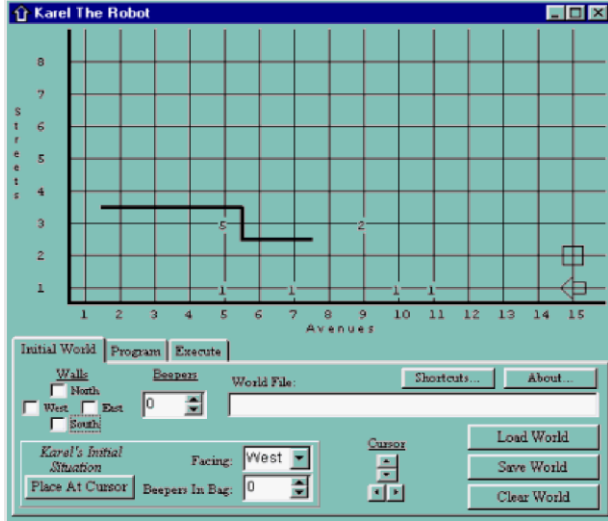 Karel The Robot
8
7
6
5
4
3
2
1
Streets
5 2
1 1 1 1
1 2 3 4 5 6 7 8 9 10 11 12 13 14 15
Avenues
Initial World Program Execute
Walls
North
West East
South
Beepers
0
World File:
Shortcuts... About...
Karel's Initial
Situation
Place At Cursor
Facing: West
Beepers In Bag: 0
Cursor
Load World
Save World
Clear World